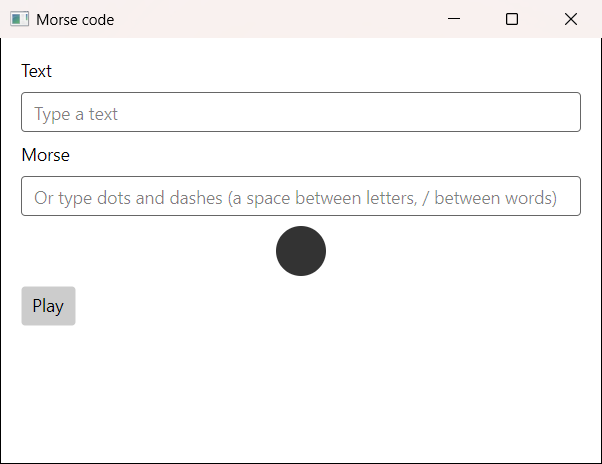 Morse code
Text
Type a text
Morse
Or type dots and dashes (a space between letters, / between words)
Play